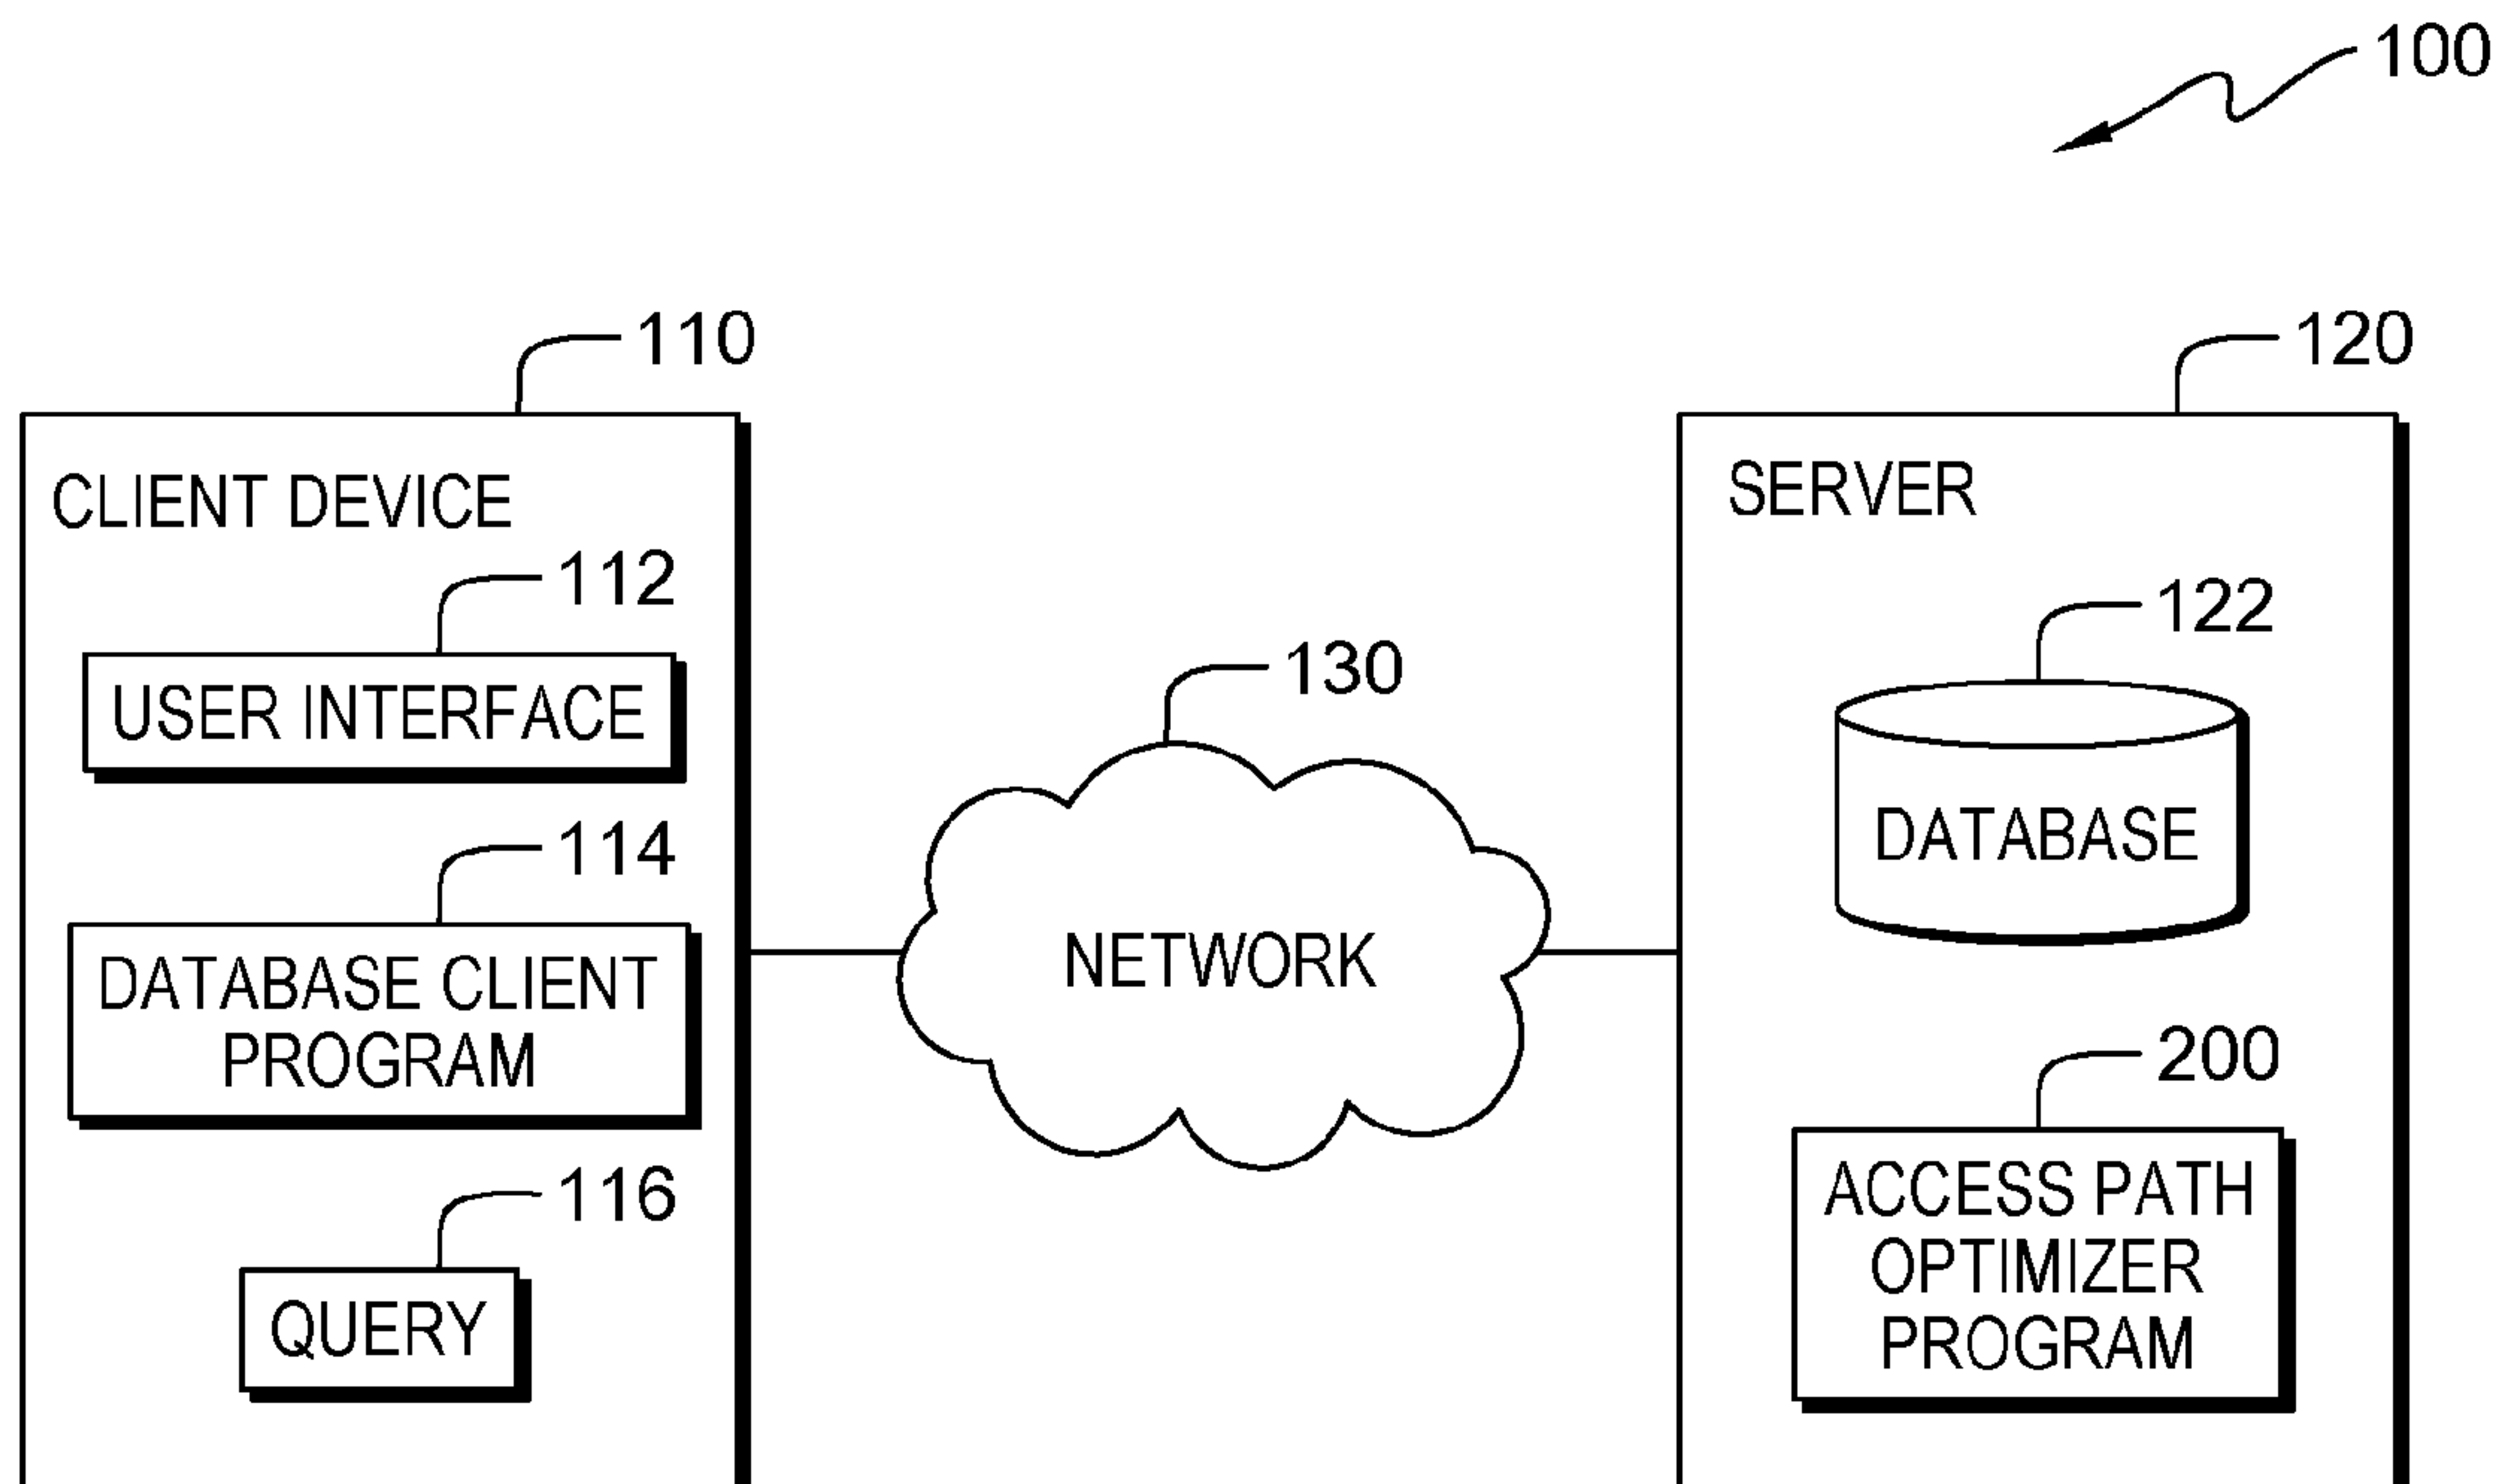 100
110
CLIENT DEVICE
112
USER INTERFACE
114
DATABASE CLIENT
PROGRAM
116
QUERY
130
NETWORK
120
SERVER
122
DATABASE
200
ACCESS PATH
OPTIMIZER
PROGRAM